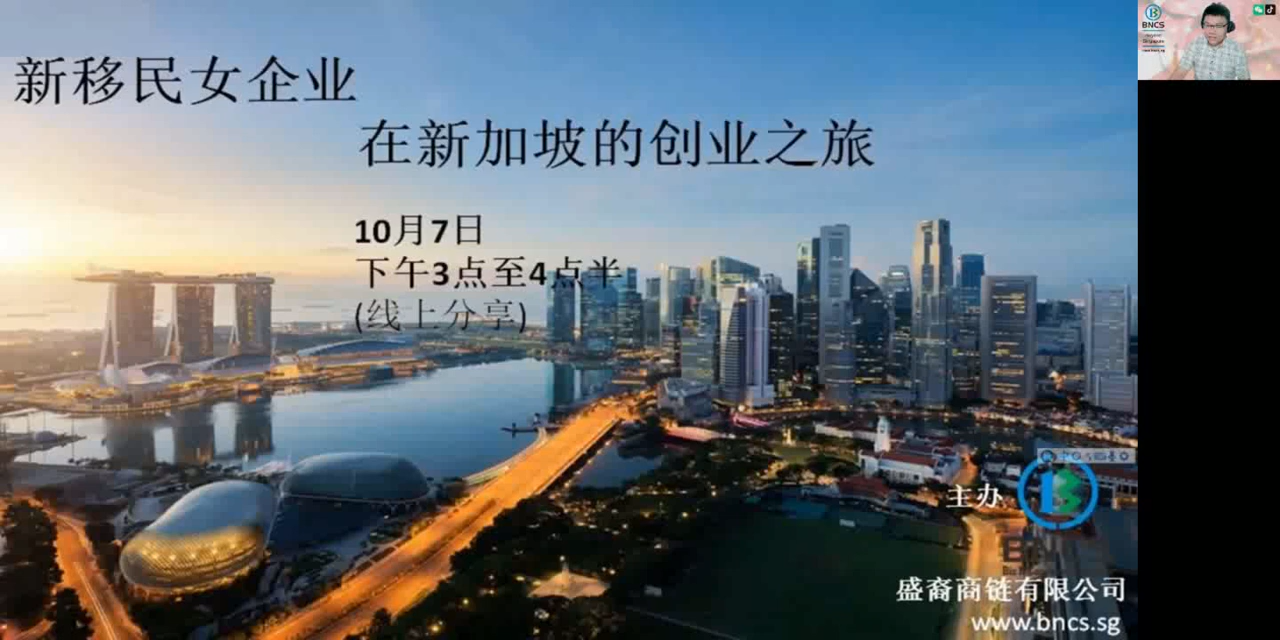 新移民女企业
在新加坡的创业之旅
10月7日
下午3点至4点半
(线上分享)
主办
盛裔商链有限公司
www.bncs.sg
BNCS